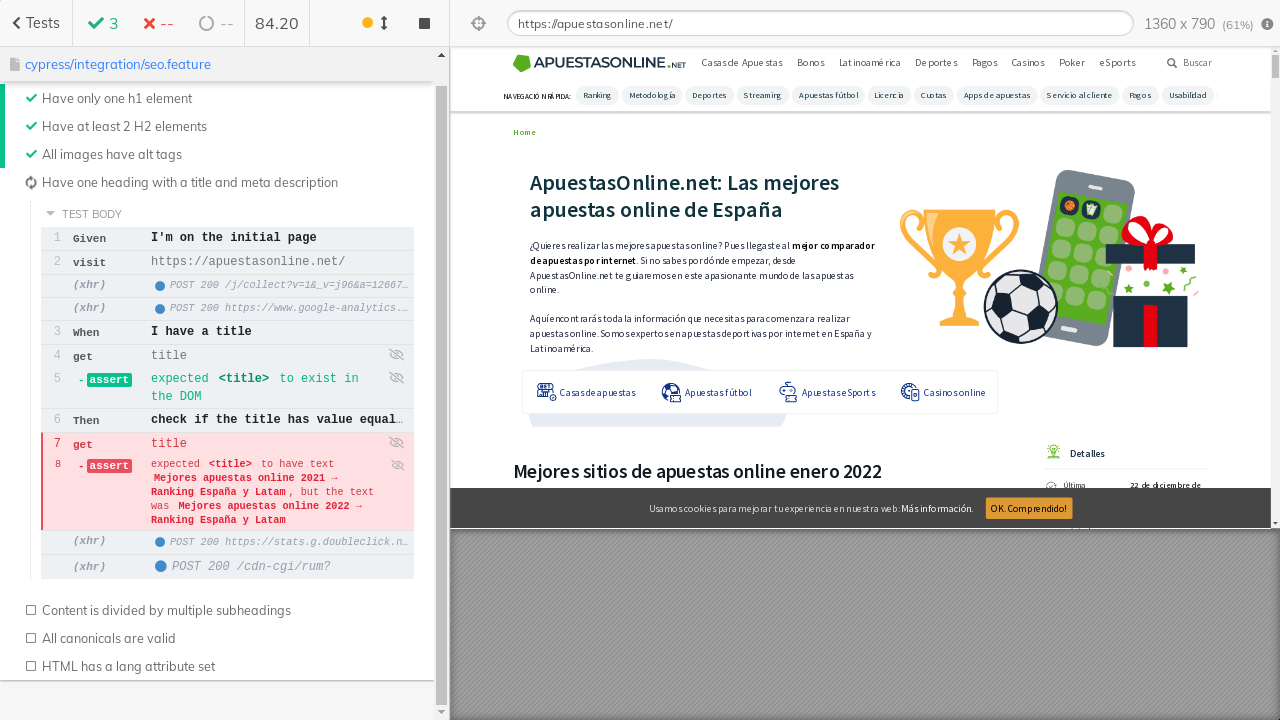 Tests 3 -- -- 84.20
https://apuestasonline.net/ 1360 x 790 (61%)
cypress/integration/seo.feature
Have only one h1 element
Have at least 2 H2 elements
All images have alt tags
Have one heading with a title and meta description
TEST BODY
1 Given I'm on the initial page
2 visit https://apuestasonline.net/
(xhr) POST 200 /j/collect?v=1&_v=j96&a=12667…
(xhr) POST 200 https://www.google-analytics.…
3 When I have a title
4 get title
5 -assert expected <title> to exist in
the DOM
6 Then check if the title has value equal…
7 get title
8 -assert expected <title> to have text
Mejores apuestas online 2021 →
Ranking España y Latam, but the text
was Mejores apuestas online 2022 →
Ranking España y Latam
(xhr) POST 200 https://stats.g.doubleclick.n…
(xhr) POST 200 /cdn-cgi/rum?
Content is divided by multiple subheadings
All canonicals are valid
HTML has a lang attribute set
APUESTASONLINE.NET Casas de Apuestas Bonos Latinoamérica Deportes Pagos Casinos Poker eSports Buscar
NAVEGACIÓN RÁPIDA: Ranking Metodología Deportes Streaming Apuestas fútbol Licencia Cuotas Apps de apuestas Servicio al cliente Pagos Usabilidad
Home
ApuestasOnline.net: Las mejores
apuestas online de España
¿Quieres realizar las mejores apuestas online? Pues llegaste al mejor comparador
de apuestas por internet. Si no sabes por dónde empezar, desde
ApuestasOnline.net te guiaremos en este apasionante mundo de las apuestas
online.
Aquí encontrarás toda la información que necesitas para comenzar a realizar
apuestas online. Somos expertos en apuestas deportivas por internet en España y
Latinoamérica.
Casas de apuestas Apuestas fútbol Apuestas eSports Casinos online
Detalles
Mejores sitios de apuestas online enero 2022
Última 22 de diciembre de
Usamos cookies para mejorar tu experiencia en nuestra web: Más información. OK. Comprendido!